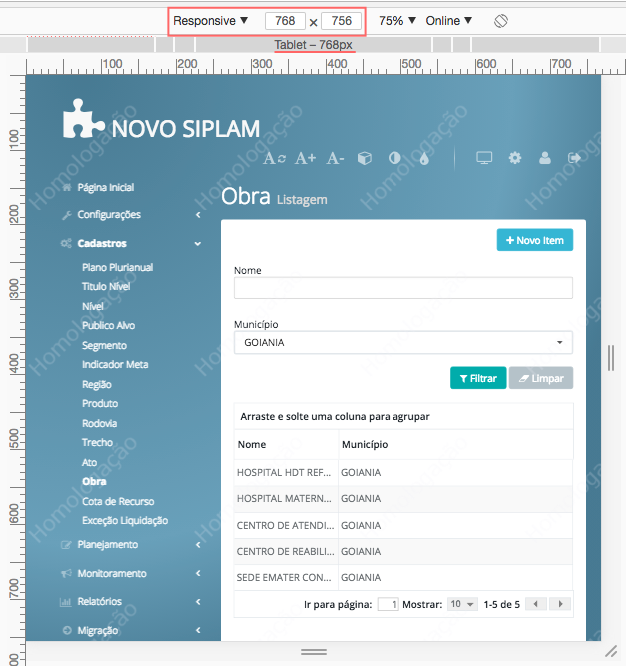 Responsive ▼ 768 × 756 75% ▼ Online ▼
Tablet – 768px
100 200 300 400 500 600 700
100
200
300
400
500
600
700
NOVO SIPLAM
A A+ A-
Homologação
Homologação
Homologação
Página Inicial
Configurações
Cadastros
Plano Plurianual
Titulo Nível
Nível
Publico Alvo
Segmento
Indicador Meta
Região
Produto
Rodovia
Trecho
Ato
Obra
Cota de Recurso
Exceção Liquidação
Planejamento
Monitoramento
Relatórios
Migração
Homologação
Homologação
Obra Listagem
+ Novo Item
Nome
Município
GOIANIA
Filtrar Limpar
Arraste e solte uma coluna para agrupar
Nome Município
HOSPITAL HDT REF... GOIANIA
HOSPITAL MATERN... GOIANIA
CENTRO DE ATENDI... GOIANIA
CENTRO DE REABILI... GOIANIA
SEDE EMATER CON... GOIANIA
Ir para página: 1 Mostrar: 10 1-5 de 5